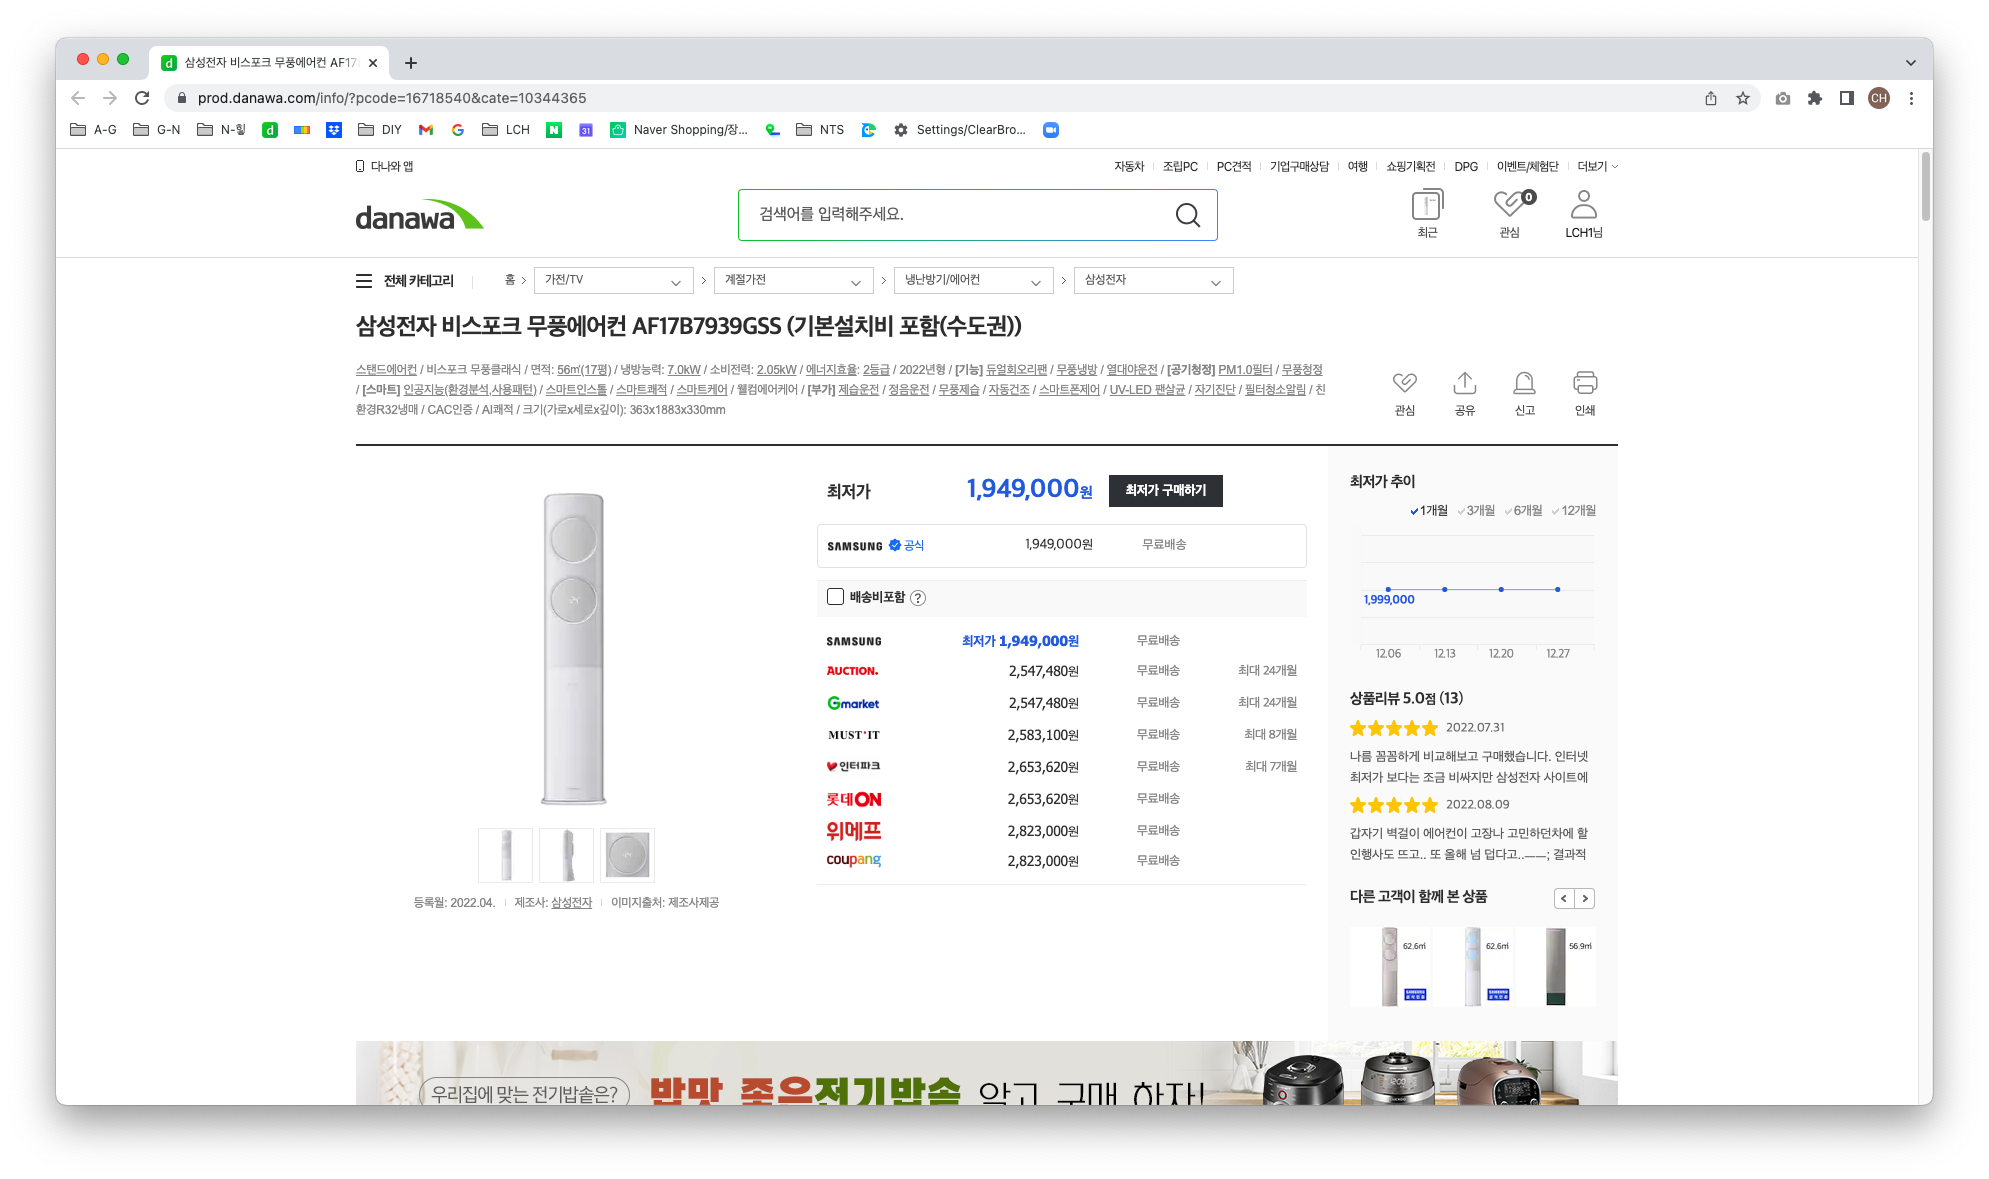 삼성전자 비스포크 무풍에어컨 AF17
prod.danawa.com/info/?pcode=16718540&cate=10344365
CH
A-G
G-N
N-힣
DIY
LCH
31
Naver Shopping/장...
NTS
Settings/ClearBro...
다나와 앱
자동차
조립PC
PC견적
기업구매상담
여행
쇼핑기획전
DPG
이벤트/체험단
더보기
danawa
검색어를 입력해주세요.
최근
0
관심
LCH1님
전체 카테고리
홈
가전/TV
계절가전
냉난방기/에어컨
삼성전자
삼성전자 비스포크 무풍에어컨 AF17B7939GSS (기본설치비 포함(수도권))
스탠드에어컨 / 비스포크 무풍클래식 / 면적: 56㎡(17평) / 냉방능력: 7.0kW / 소비전력: 2.05kW / 에너지효율: 2등급 / 2022년형 / [기능] 듀얼회오리팬 / 무풍냉방 / 열대야운전 / [공기청정] PM1.0필터 / 무풍청정
/ [스마트] 인공지능(환경분석,사용패턴) / 스마트인스톨 / 스마트쾌적 / 스마트케어 / 웰컴에어케어 / [부가] 제습운전 / 정음운전 / 무풍제습 / 자동건조 / 스마트폰제어 / UV-LED 팬살균 / 자기진단 / 필터청소알림 / 친
환경R32냉매 / CAC인증 / AI쾌적 / 크기(가로x세로x깊이): 363x1883x330mm
관심
공유
신고
인쇄
최저가
1,949,000원
최저가 구매하기
SAMSUNG 공식
1,949,000원
무료배송
배송비포함 ?
SAMSUNG 최저가 1,949,000원 무료배송
AUCTION. 2,547,480원 무료배송 최대 24개월
Gmarket 2,547,480원 무료배송 최대 24개월
MUST'IT 2,583,100원 무료배송 최대 8개월
인터파크 2,653,620원 무료배송 최대 7개월
롯데ON 2,653,620원 무료배송
위메프 2,823,000원 무료배송
coupang 2,823,000원 무료배송
등록월: 2022.04.
제조사: 삼성전자
이미지출처: 제조사제공
최저가 추이
1개월
3개월
6개월
12개월
1,999,000
12.06
12.13
12.20
12.27
상품리뷰 5.0점 (13)
2022.07.31
나름 꼼꼼하게 비교해보고 구매했습니다. 인터넷
최저가 보다는 조금 비싸지만 삼성전자 사이트에
2022.08.09
갑자기 벽걸이 에어컨이 고장나 고민하던차에 할
인행사도 뜨고.. 또 올해 넘 덥다고..ㅡㅡ; 결과적
다른 고객이 함께 본 상품
62.6㎡
62.6㎡
56.9㎡
우리집에 맞는 전기밥솥은?
밥맛 좋은전기밥솥 알고 구매 하자!